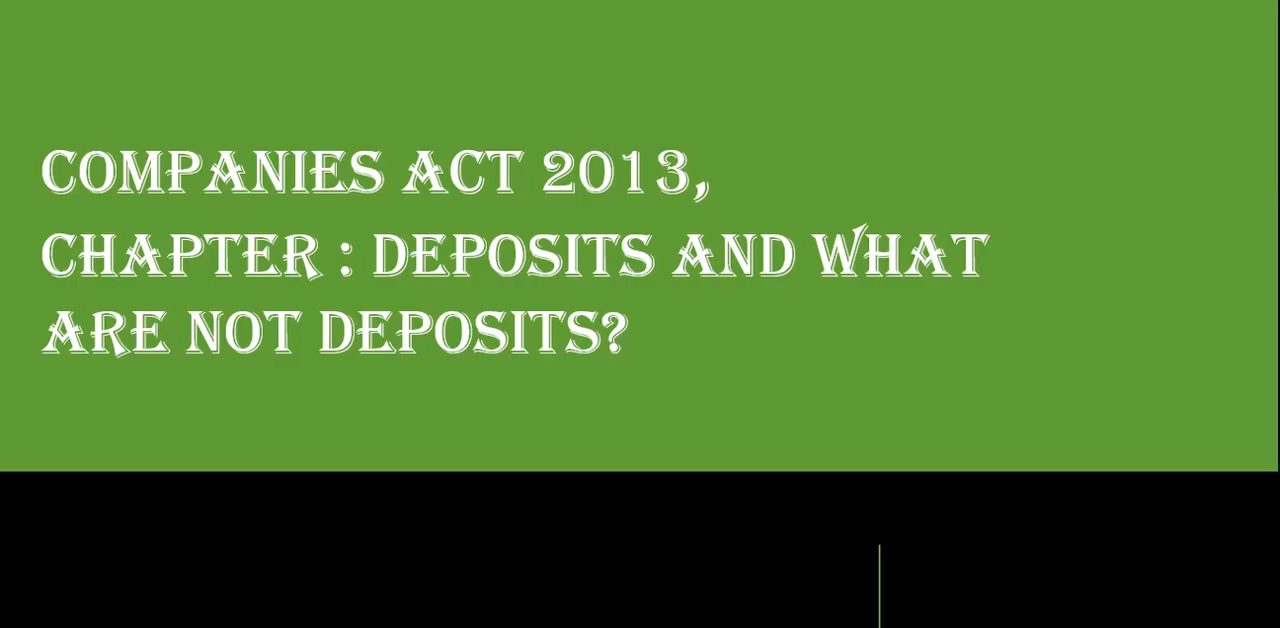 COMPANIES ACT 2013,
CHAPTER : DEPOSITS AND WHAT
ARE NOT DEPOSITS?